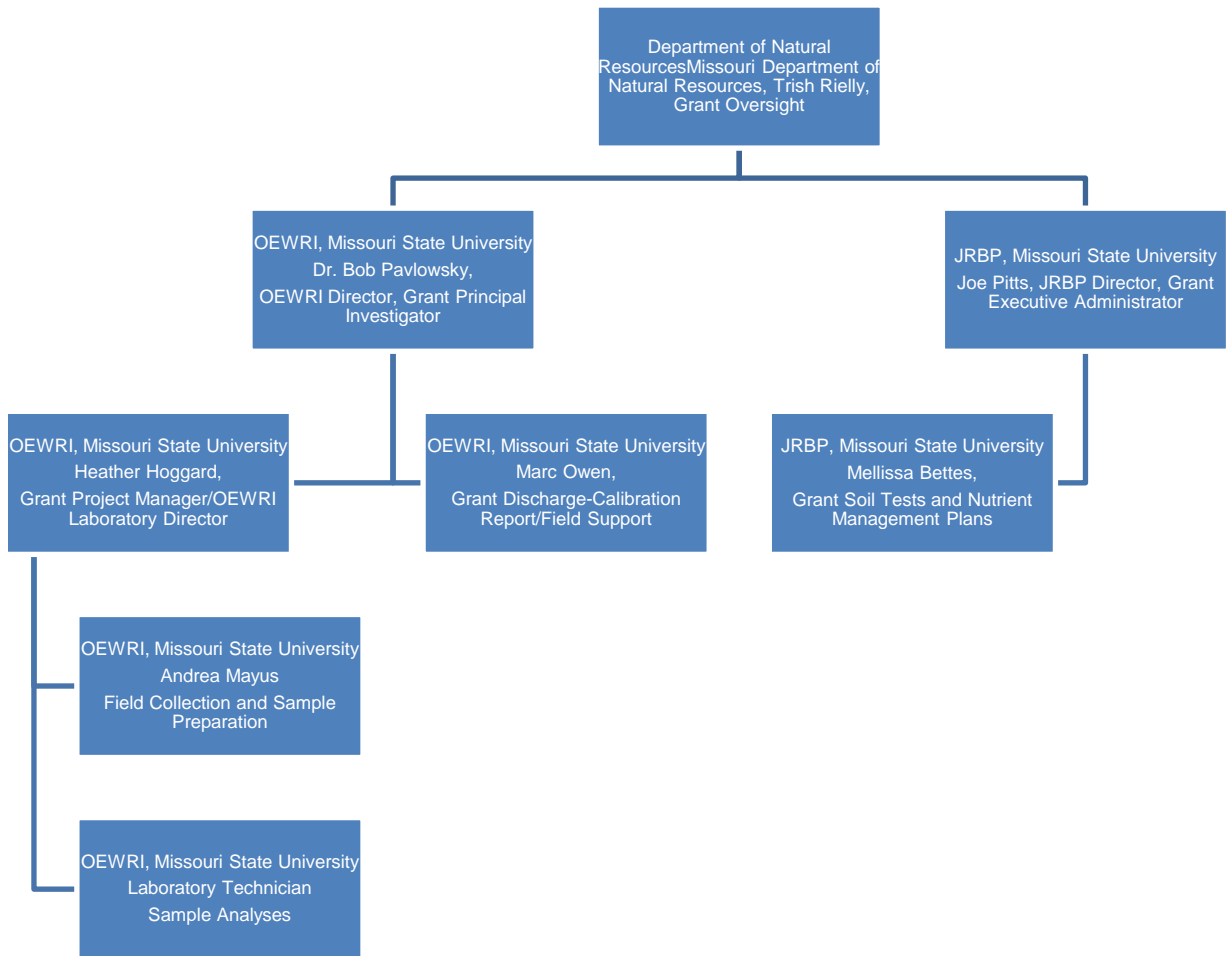 Department of Natural
ResourcesMissouri Department of
Natural Resources, Trish Rielly,
Grant Oversight
OEWRI, Missouri State University
Dr. Bob Pavlowsky,
OEWRI Director, Grant Principal
Investigator
JRBP, Missouri State University
Joe Pitts, JRBP Director, Grant
Executive Administrator
OEWRI, Missouri State University
Heather Hoggard,
Grant Project Manager/OEWRI
Laboratory Director
OEWRI, Missouri State University
Marc Owen,
Grant Discharge-Calibration
Report/Field Support
JRBP, Missouri State University
Mellissa Bettes,
Grant Soil Tests and Nutrient
Management Plans
OEWRI, Missouri State University
Andrea Mayus
Field Collection and Sample
Preparation
OEWRI, Missouri State University
Laboratory Technician
Sample Analyses